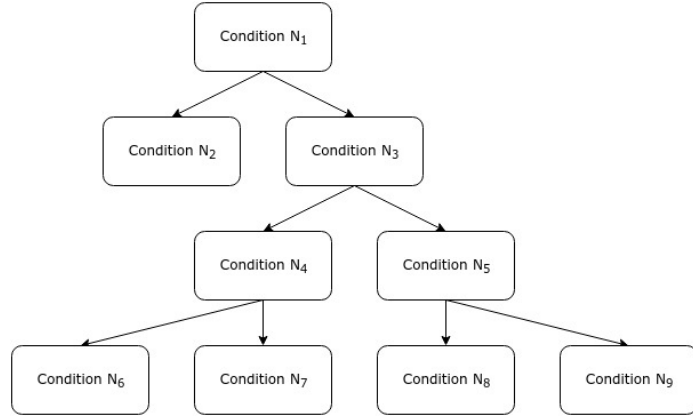 Condition N₁
Condition N₂
Condition N₃
Condition N₄
Condition N₅
Condition N₆
Condition N₇
Condition N₈
Condition N₉